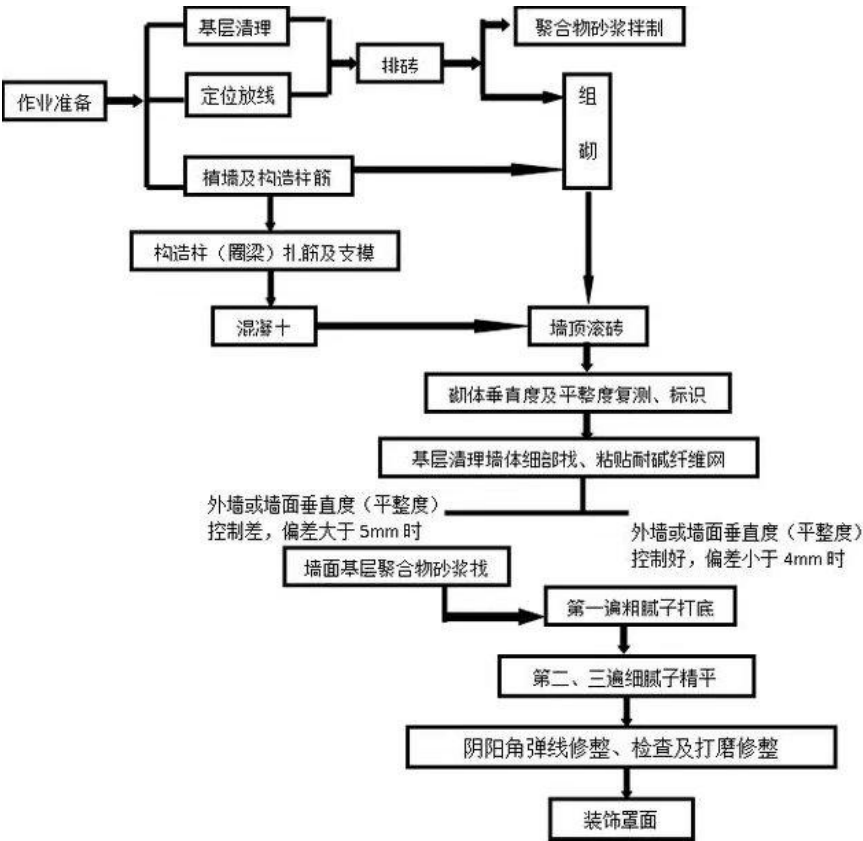 基层清理
聚合物砂浆拌制
排砖
作业准备
定位放线
组
砌
植墙及构造柱筋
构造柱（圈梁）扎筋及支模
混凝土
墙顶滚砖
砌体垂直度及平整度复测、标识
基层清理墙体细部找、粘贴耐碱纤维网
外墙或墙面垂直度（平整度）
控制差，偏差大于5mm时
外墙或墙面垂直度（平整度）
控制好，偏差小于4mm时
墙面基层聚合物砂浆找
第一遍粗腻子打底
第二、三遍细腻子精平
阴阳角弹线修整、检查及打磨修整
装饰罩面